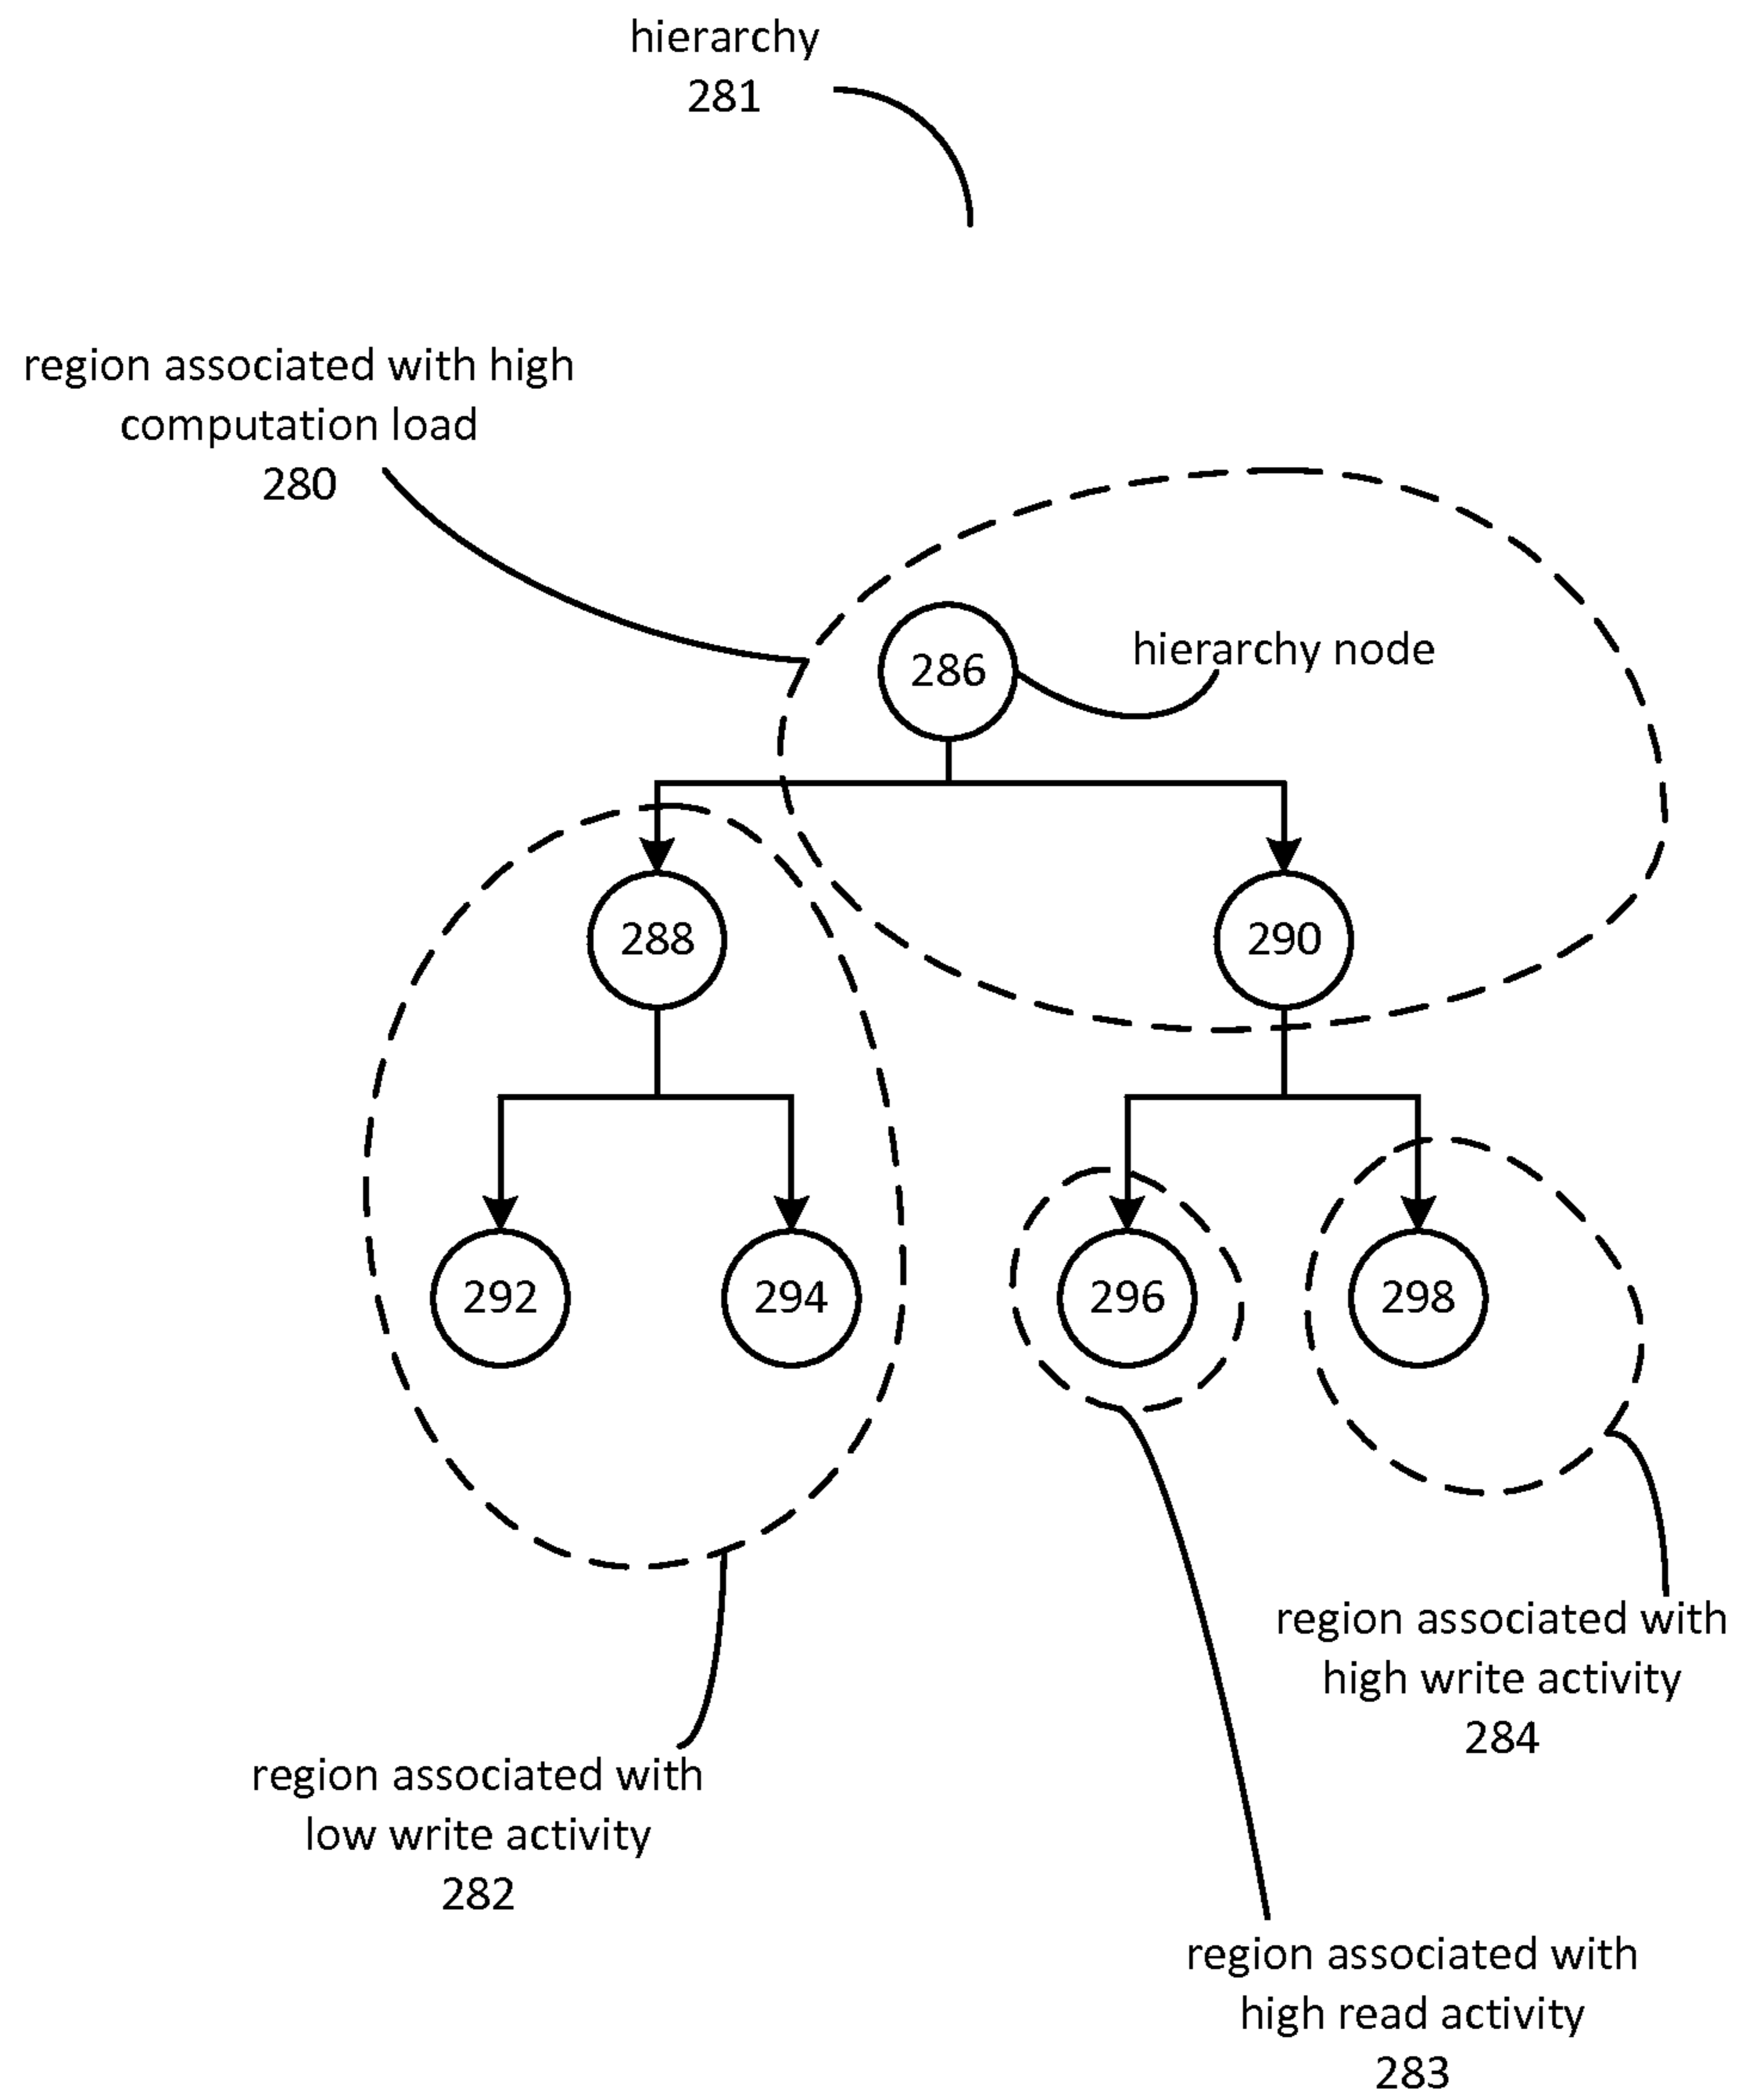 hierarchy
281
region associated with high
computation load
280
286
hierarchy node
288
290
292
294
296
298
region associated with
high write activity
284
region associated with
low write activity
282
region associated with
high read activity
283